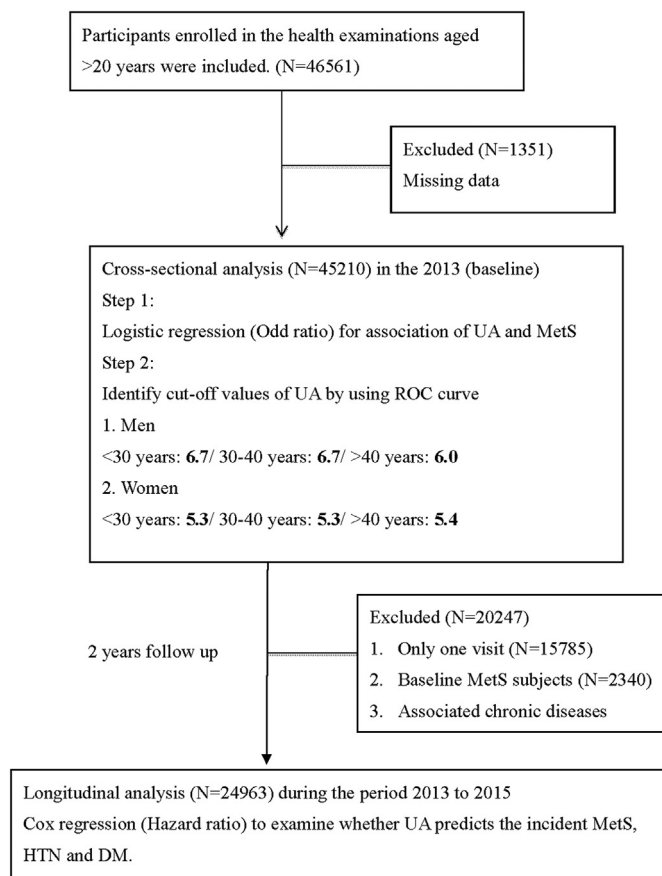 Participants enrolled in the health examinations aged
>20 years were included. (N=46561)
Excluded (N=1351)
Missing data
Cross-sectional analysis (N=45210) in the 2013 (baseline)
Step 1:
Logistic regression (Odd ratio) for association of UA and MetS
Step 2:
Identify cut-off values of UA by using ROC curve
1. Men
<30 years: 6.7/ 30-40 years: 6.7/ >40 years: 6.0
2. Women
<30 years: 5.3/ 30-40 years: 5.3/ >40 years: 5.4
2 years follow up
Excluded (N=20247)
1. Only one visit (N=15785)
2. Baseline MetS subjects (N=2340)
3. Associated chronic diseases
Longitudinal analysis (N=24963) during the period 2013 to 2015
Cox regression (Hazard ratio) to examine whether UA predicts the incident MetS,
HTN and DM.